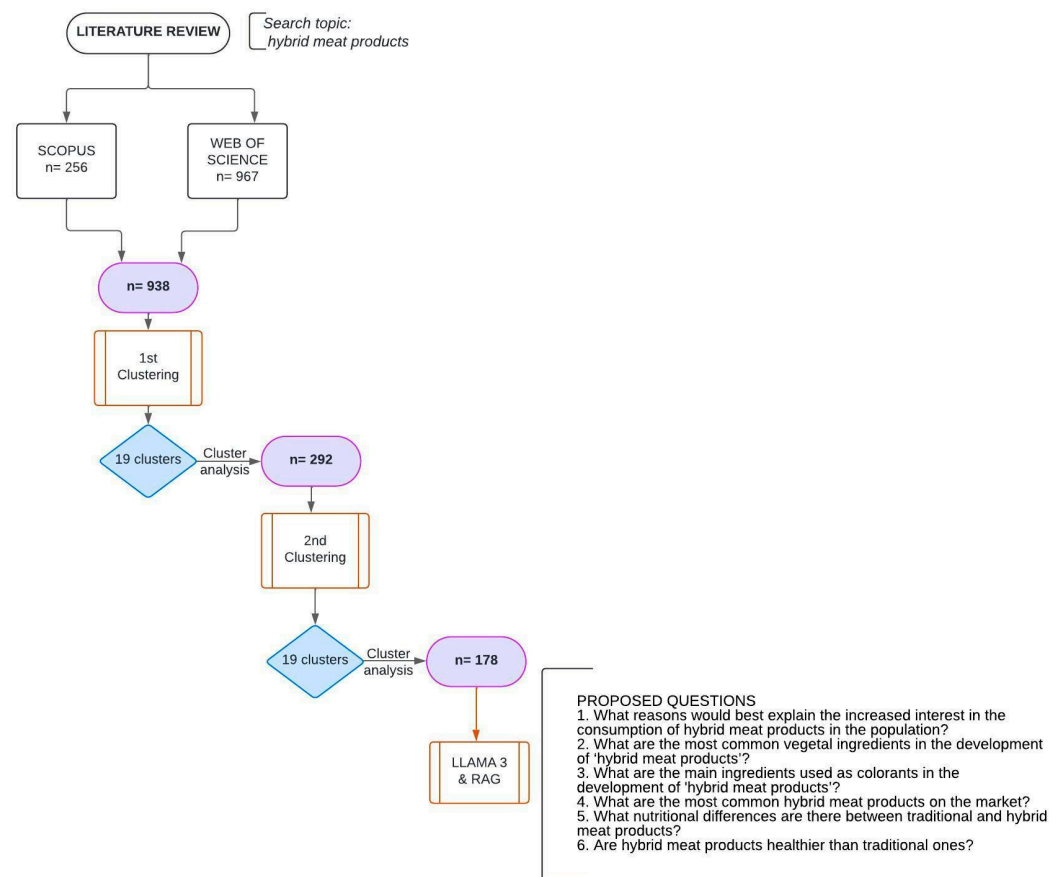 LITERATURE REVIEW
Search topic:
hybrid meat products
SCOPUS
n= 256
WEB OF
SCIENCE
n= 967
n= 938
1st
Clustering
19 clusters
Cluster
analysis
n= 292
2nd
Clustering
19 clusters
Cluster
analysis
n= 178
LLAMA 3
& RAG
PROPOSED QUESTIONS
1. What reasons would best explain the increased interest in the
consumption of hybrid meat products in the population?
2. What are the most common vegetal ingredients in the development
of 'hybrid meat products'?
3. What are the main ingredients used as colorants in the
development of 'hybrid meat products'?
4. What are the most common hybrid meat products on the market?
5. What nutritional differences are there between traditional and hybrid
meat products?
6. Are hybrid meat products healthier than traditional ones?